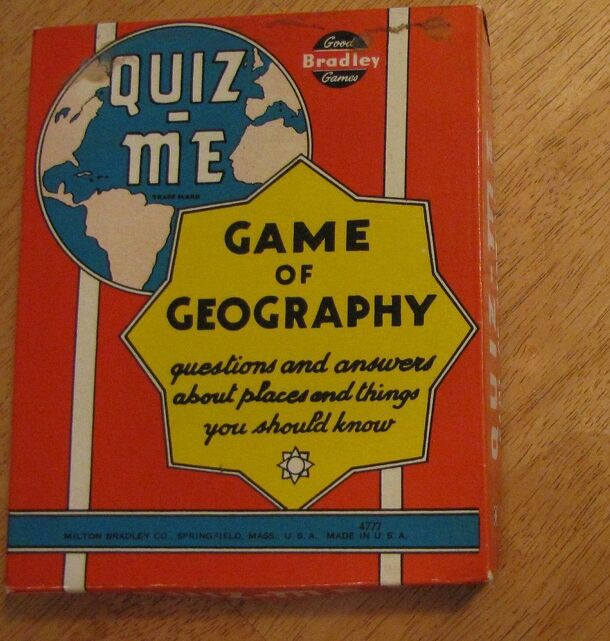 QUIZ
-
ME
TRADE MARK
Good
Bradley
Games
GAME
OF
GEOGRAPHY
questions and answers
about places and things
you should know
4777
MILTON BRADLEY CO., SPRINGFIELD, MASS., U. S. A. MADE IN U. S. A.